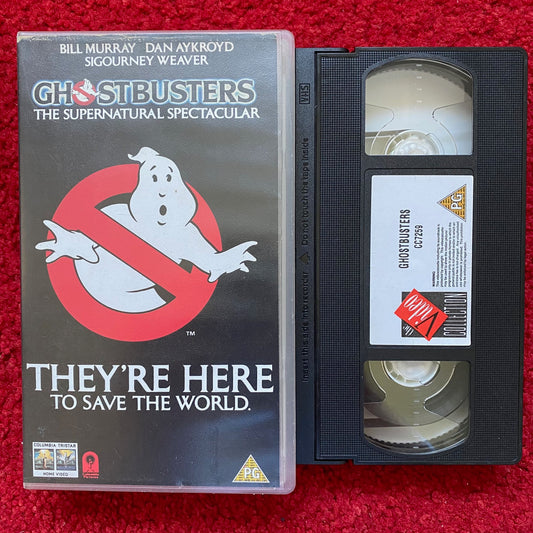 BILL MURRAY DAN AYKROYD
SIGOURNEY WEAVER
GHOSTBUSTERS
THE SUPERNATURAL SPECTACULAR
TM
THEY'RE HERE
TO SAVE THE WORLD.
COLUMBIA TRISTAR
HOME VIDEO
PG
VHS
Do not touch the tape inside
Insert this side into recorder
GHOSTBUSTERS
CC7259
PG
WARNING
the
Video
COLLECTION